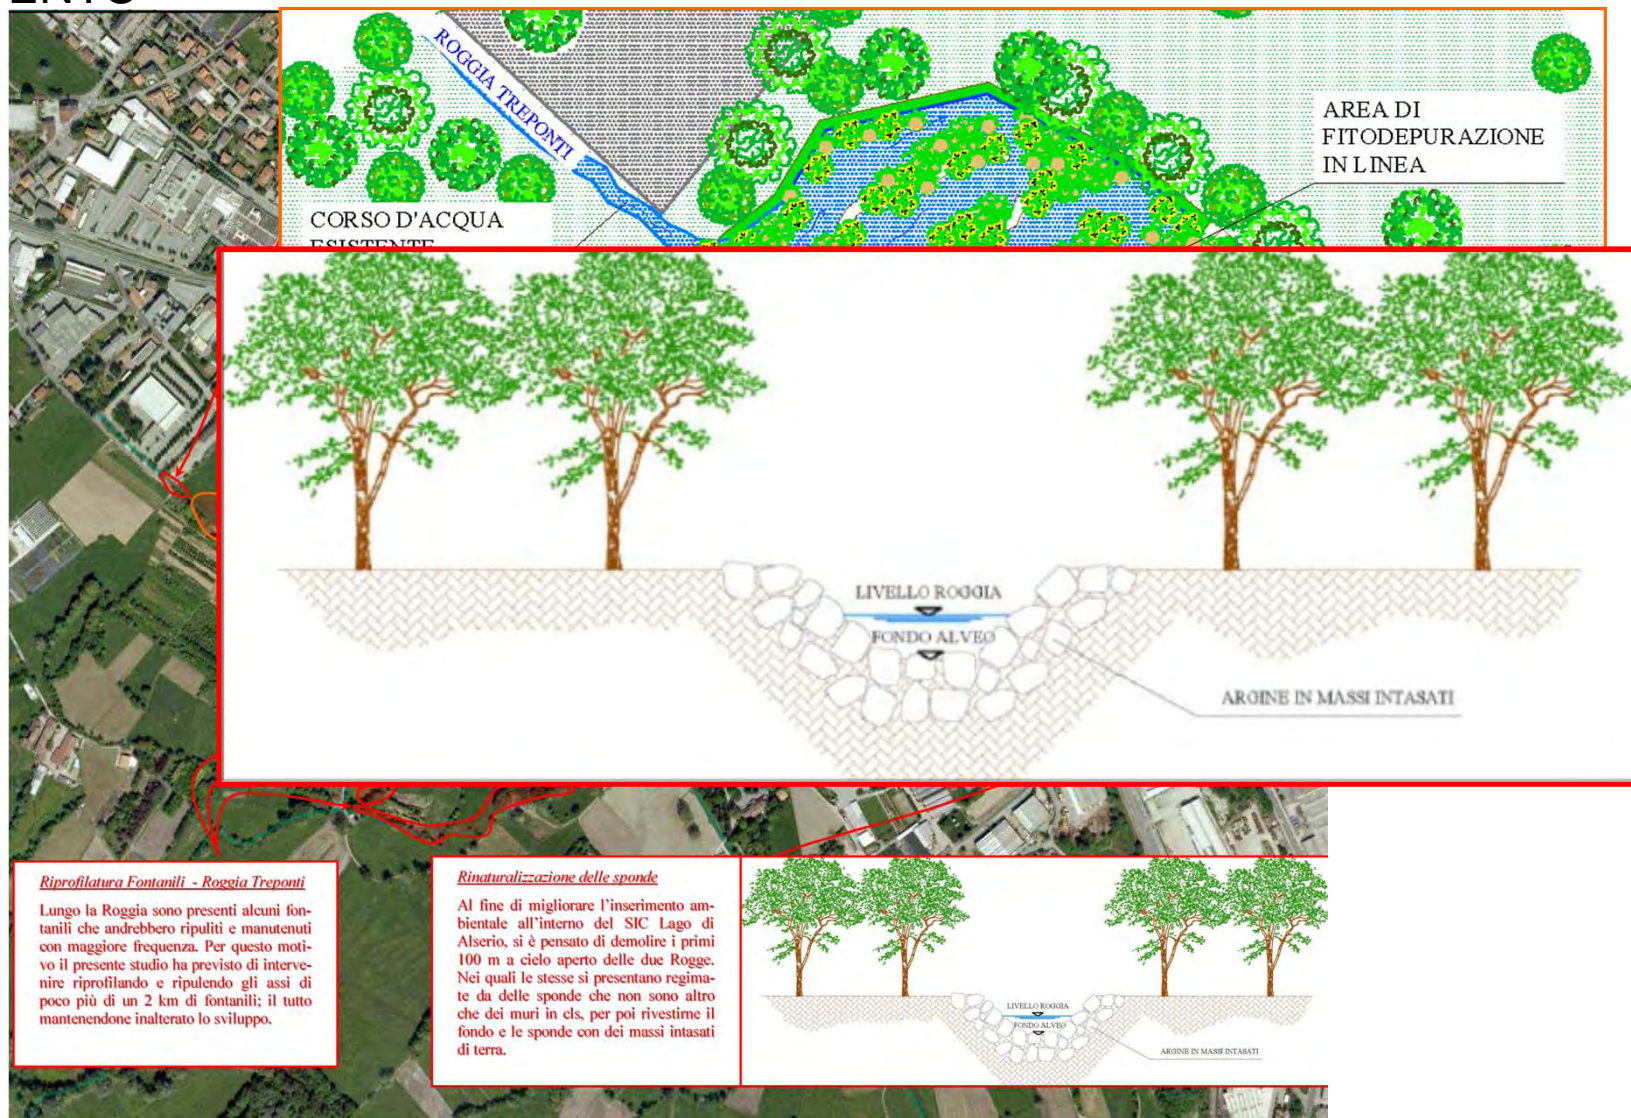 ROGGIA TREPONTI
AREA DI
FITODEPURAZIONE
IN LINEA
CORSO D'ACQUA
ESISTENTE
LIVELLO ROGGIA
FONDO ALVEO
ARGINE IN MASSI INTASATI
Riprofilatura Fontanili - Roggia Treponti
Lungo la Roggia sono presenti alcuni fon-
tanili che andrebbero ripuliti e manutenuti
con maggiore frequenza. Per questo moti-
vo il presente studio ha previsto di interve-
nire riprofilando e ripulendo gli assi di
poco più di un 2 km di fontanili; il tutto
mantenendone inalterato lo sviluppo.
Rinaturalizzazione delle sponde
Al fine di migliorare l'inserimento am-
bientale all'interno del SIC Lago di
Alserio, si è pensato di demolire i primi
100 m a cielo aperto delle due Rogge.
Nei quali le stesse si presentano regima-
te da delle sponde che non sono altro
che dei muri in cls, per poi rivestirne il
fondo e le sponde con dei massi intasati
di terra.
LIVELLO ROGGIA
FONDO ALVEO
ARGINE IN MASSI INTASATI